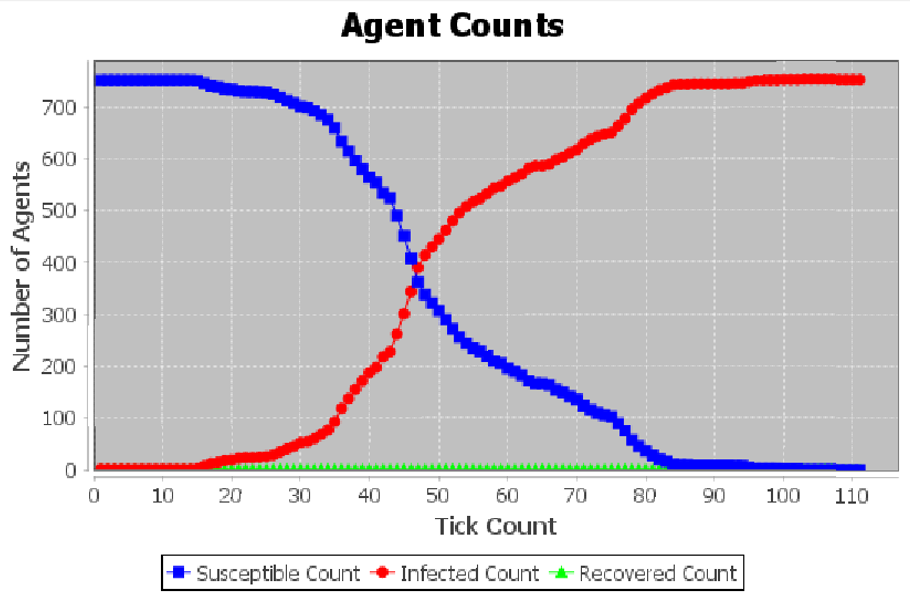 Agent Counts
700
600
500
400
300
200
100
0
Number of Agents
0 10 20 30 40 50 60 70 80 90 100 110
Tick Count
Susceptible Count Infected Count Recovered Count